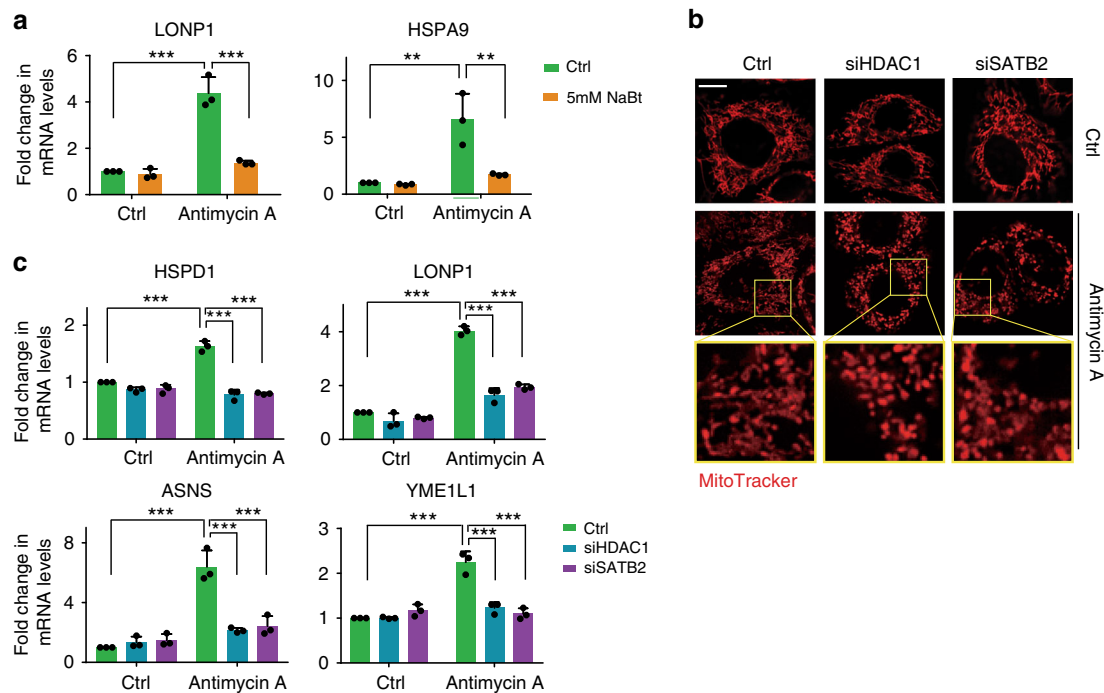 a
LONP1
Fold change in
mRNA levels
6
4
2
0
***
***
Ctrl
Antimycin A
HSPA9
10
5
0
**
**
Ctrl
Antimycin A
Ctrl
5mM NaBt
b
Ctrl
siHDAC1
siSATB2
Ctrl
Antimycin A
MitoTracker
c
HSPD1
Fold change in
mRNA levels
2
1
0
***
***
***
Ctrl
Antimycin A
LONP1
4
2
0
***
***
***
Ctrl
Antimycin A
ASNS
Fold change in
mRNA levels
8
4
0
***
***
***
Ctrl
Antimycin A
YME1L1
3
2
1
0
***
***
***
Ctrl
Antimycin A
Ctrl
siHDAC1
siSATB2